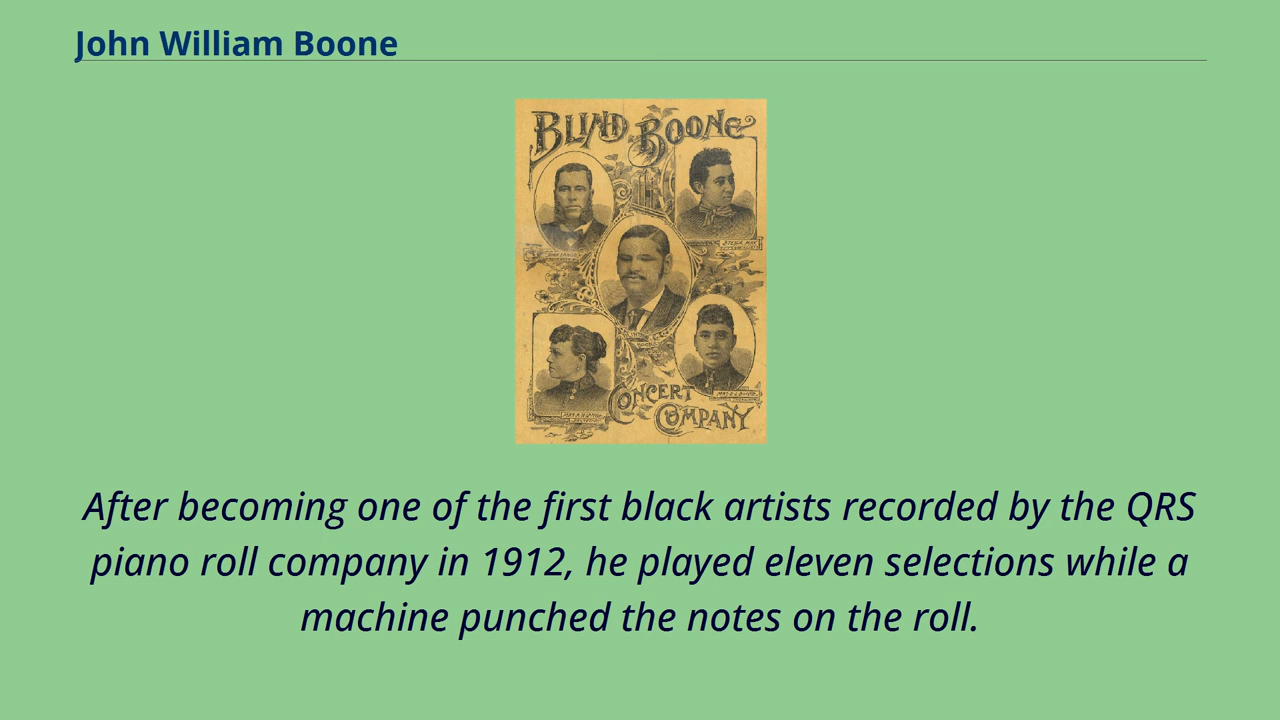 John William Boone
BLIND BOONE
CONCERT
COMPANY
After becoming one of the first black artists recorded by the QRS
piano roll company in 1912, he played eleven selections while a
machine punched the notes on the roll.